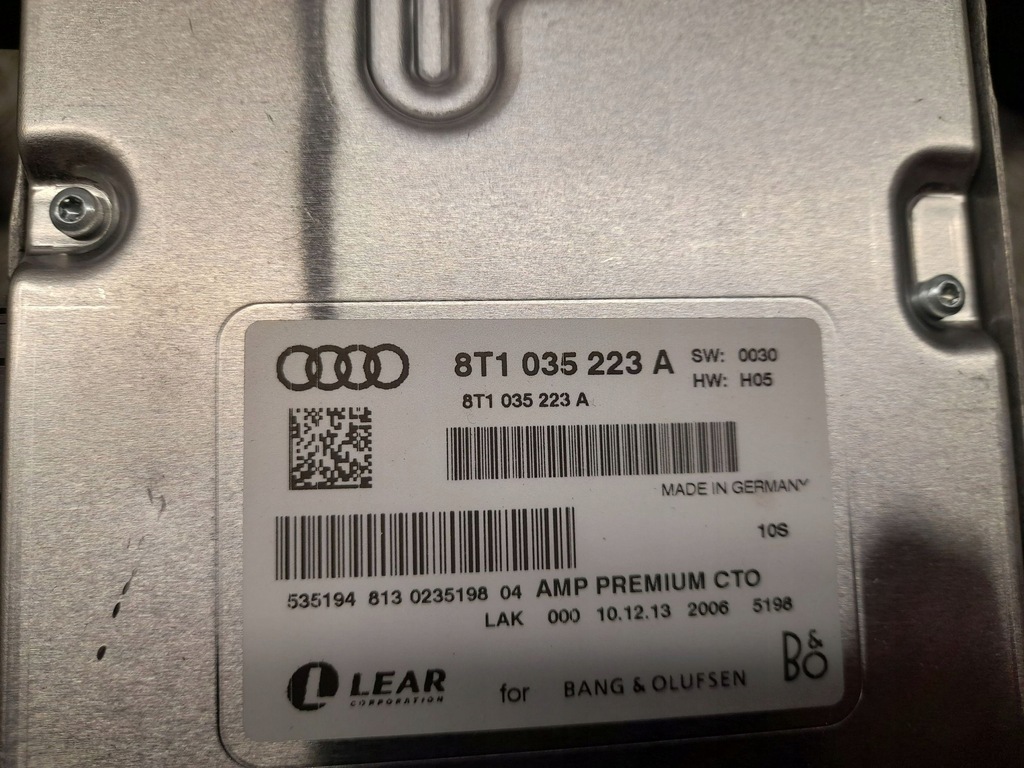 8T1 035 223 A
SW: 0030
HW: H05
8T1 035 223 A
MADE IN GERMANY
10S
535194 813 0235198 04 AMP PREMIUM CTO
LAK 000 10.12.13 2006 5198
L LEAR
CORPORATION
for BANG & OLUFSEN
B&O